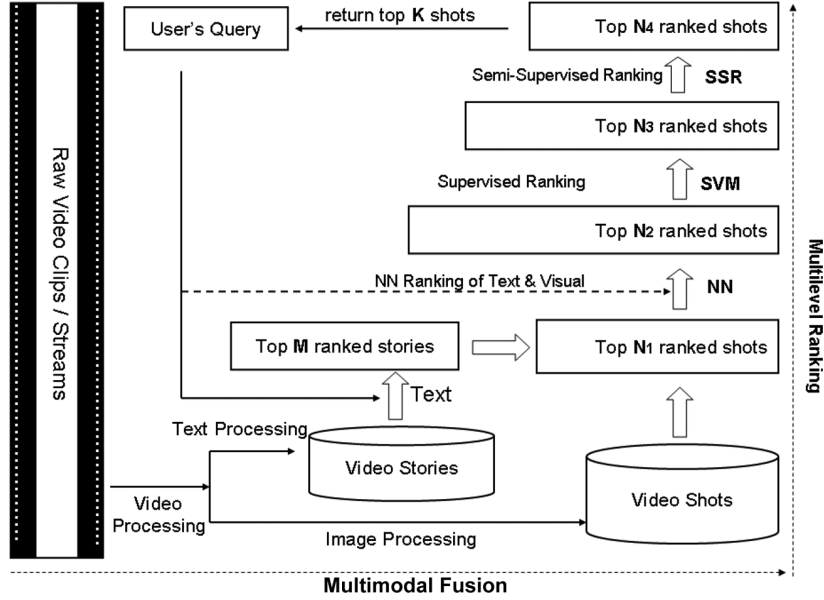 User's Query
return top K shots
Top N4 ranked shots
Semi-Supervised Ranking
SSR
Top N3 ranked shots
Supervised Ranking
SVM
Top N2 ranked shots
NN Ranking of Text & Visual
NN
Top M ranked stories
Top N1 ranked shots
Text
Text Processing
Video Stories
Video Shots
Video
Processing
Image Processing
Raw Video Clips / Streams
Multilevel Ranking
Multimodal Fusion